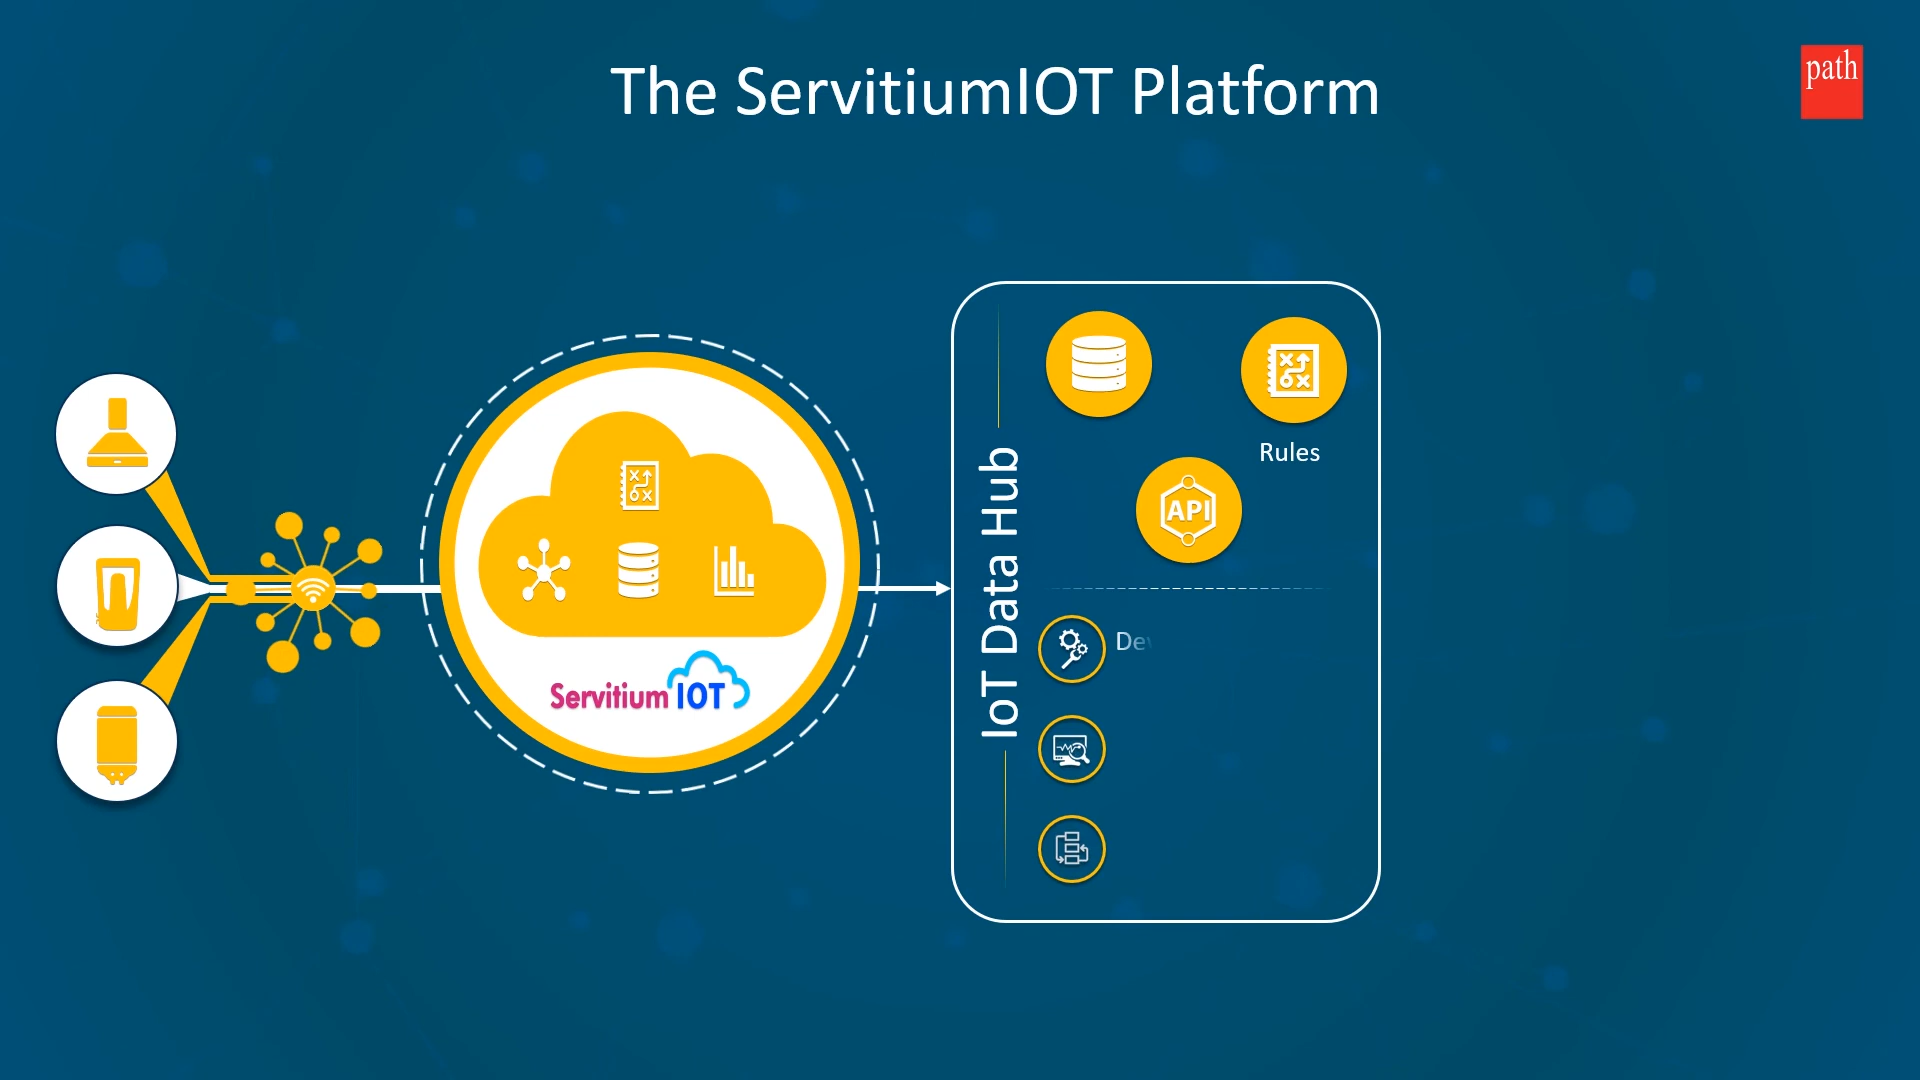 The ServitiumIOT Platform
path
Servitium IOT
IoT Data Hub
Rules
API